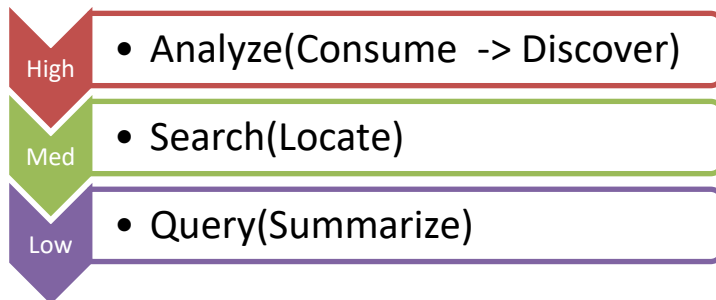 High
• Analyze(Consume -> Discover)
Med
• Search(Locate)
Low
• Query(Summarize)